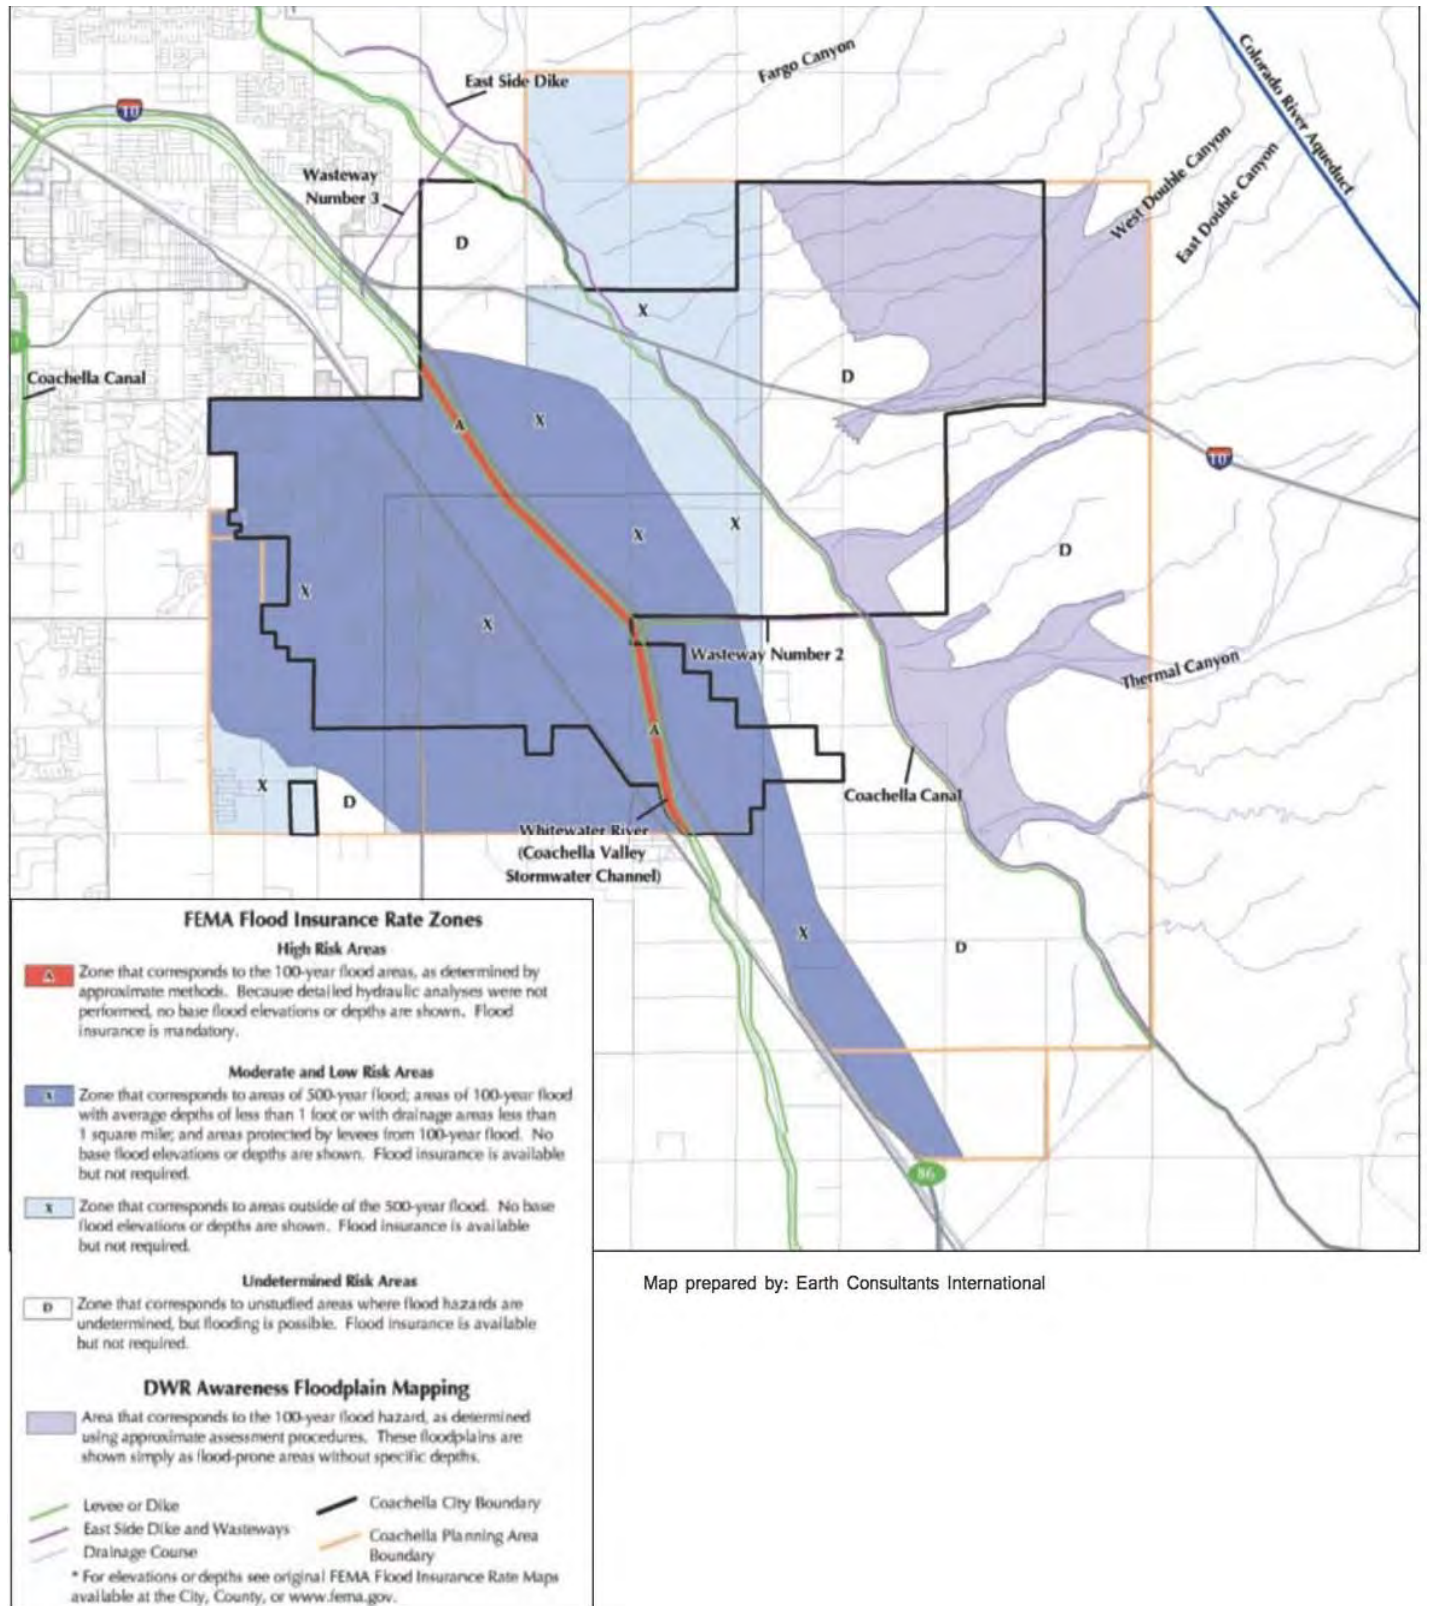 Fargo Canyon
Colorado River Aqueduct
East Side Dike
10
West Double Canyon
East Double Canyon
Wasteway
Number 3
D
X
Coachella Canal
D
A
X
10
X
X
D
X
X
Wasteway Number 2
Thermal Canyon
A
X
D
Coachella Canal
Whitewater River
(Coachella Valley
Stormwater Channel)
X
D
86
FEMA Flood Insurance Rate Zones
High Risk Areas
A
Zone that corresponds to the 100-year flood areas, as determined by
approximate methods. Because detailed hydraulic analyses were not
performed, no base flood elevations or depths are shown. Flood
insurance is mandatory.
Moderate and Low Risk Areas
X
Zone that corresponds to areas of 500-year flood; areas of 100-year flood
with average depths of less than 1 foot or with drainage areas less than
1 square mile; and areas protected by levees from 100-year flood. No
base flood elevations or depths are shown. Flood insurance is available
but not required.
X
Zone that corresponds to areas outside of the 500-year flood. No base
flood elevations or depths are shown. Flood insurance is available
but not required.
Undetermined Risk Areas
D
Zone that corresponds to unstudied areas where flood hazards are
undetermined, but flooding is possible. Flood insurance is available
but not required.
DWR Awareness Floodplain Mapping
Area that corresponds to the 100-year flood hazard, as determined
using approximate assessment procedures. These floodplains are
shown simply as flood-prone areas without specific depths.
Levee or Dike
East Side Dike and Wasteways
Drainage Course
Coachella City Boundary
Coachella Planning Area
Boundary
* For elevations or depths see original FEMA Flood Insurance Rate Maps
available at the City, County, or www.fema.gov.
Map prepared by: Earth Consultants International